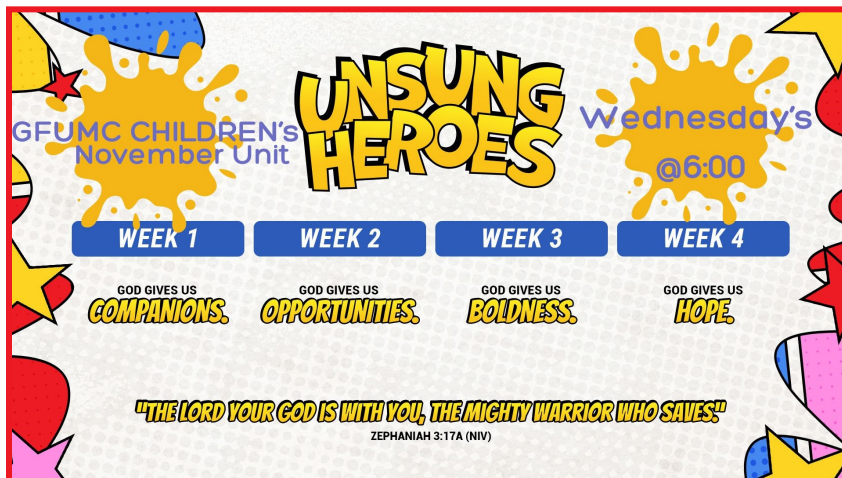 GFUMC CHILDREN's
November Unit
UNSUNG
HEROES
Wednesday's
@6:00
WEEK 1
GOD GIVES US
COMPANIONS.
WEEK 2
GOD GIVES US
OPPORTUNITIES.
WEEK 3
GOD GIVES US
BOLDNESS.
WEEK 4
GOD GIVES US
HOPE.
"THE LORD YOUR GOD IS WITH YOU, THE MIGHTY WARRIOR WHO SAVES."
ZEPHANIAH 3:17A (NIV)